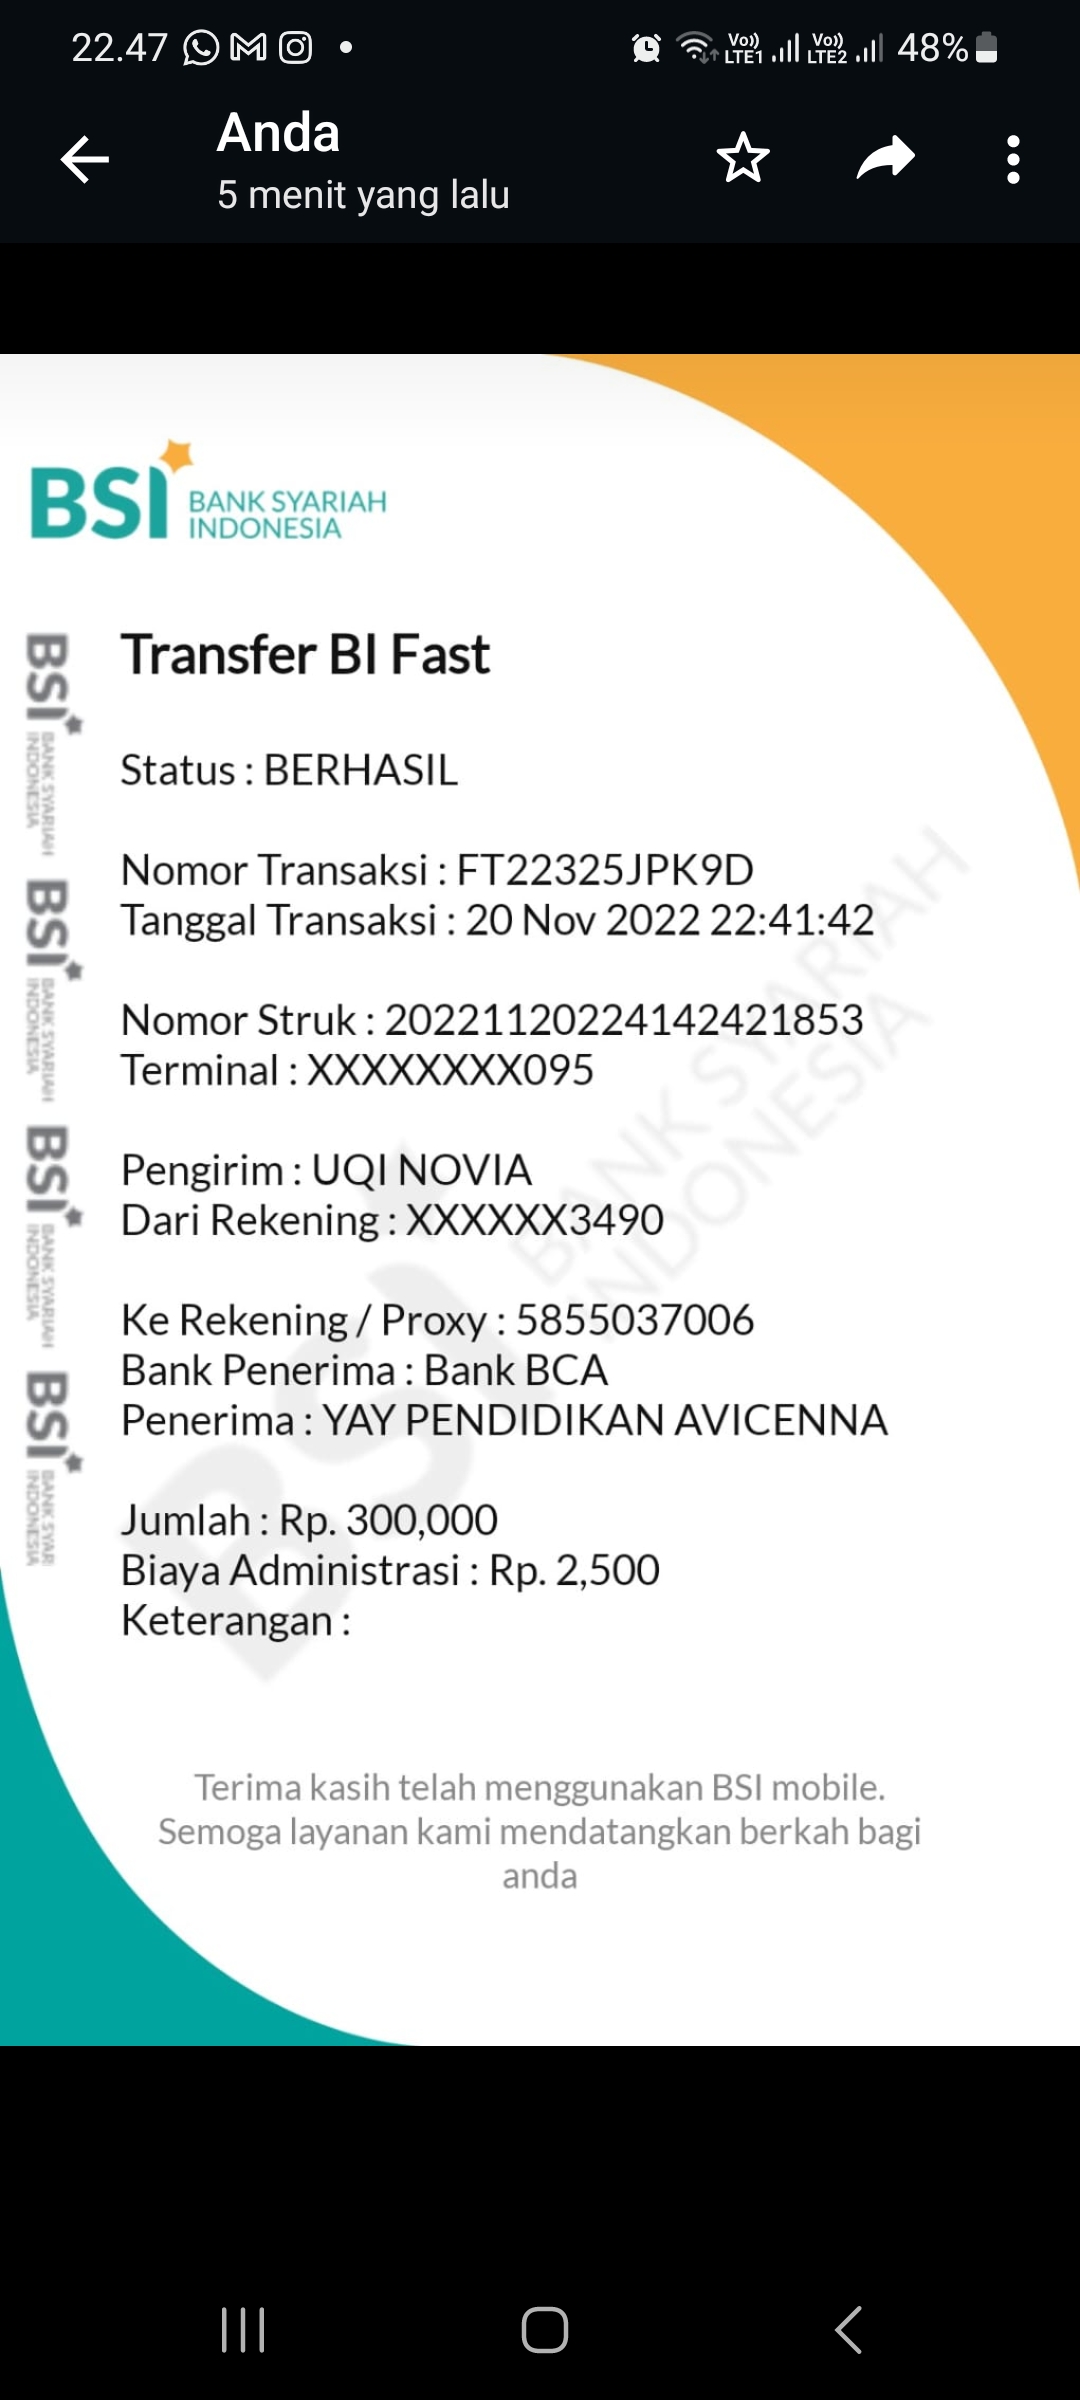 22.47
Vo)) LTE1
Vo)) LTE2
48%
Anda
5 menit yang lalu
BSI BANK SYARIAH
INDONESIA
Transfer BI Fast
Status : BERHASIL
Nomor Transaksi : FT22325JPK9D
Tanggal Transaksi : 20 Nov 2022 22:41:42
Nomor Struk : 20221120224142421853
Terminal : XXXXXXXX095
Pengirim : UQI NOVIA
Dari Rekening : XXXXXX3490
Ke Rekening / Proxy : 5855037006
Bank Penerima : Bank BCA
Penerima : YAY PENDIDIKAN AVICENNA
Jumlah : Rp. 300,000
Biaya Administrasi : Rp. 2,500
Keterangan :
BSI BANK SYARIAH
INDONESIA
BSI BANK SYARIAH
INDONESIA
BSI BANK SYARIAH
INDONESIA
BSI BANK SYAR
INDONESIA
BSI BANK SYARIAH
INDONESIA
Terima kasih telah menggunakan BSI mobile.
Semoga layanan kami mendatangkan berkah bagi
anda